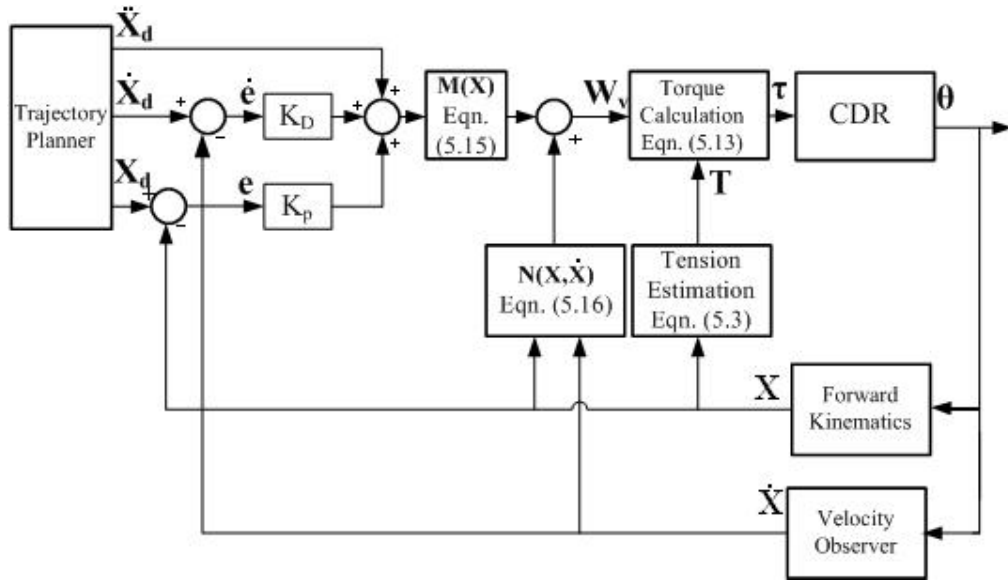 Ẍd
Ẋd
Xd
Trajectory
Planner
+
-
+
-
ė
e
KD
Kp
+
+
+
M(X)
Eqn.
(5.15)
+
Wv
Torque
Calculation
Eqn. (5.13)
τ
CDR
θ
T
N(X,Ẋ)
Eqn. (5.16)
Tension
Estimation
Eqn. (5.3)
X
Forward
Kinematics
Ẋ
Velocity
Observer